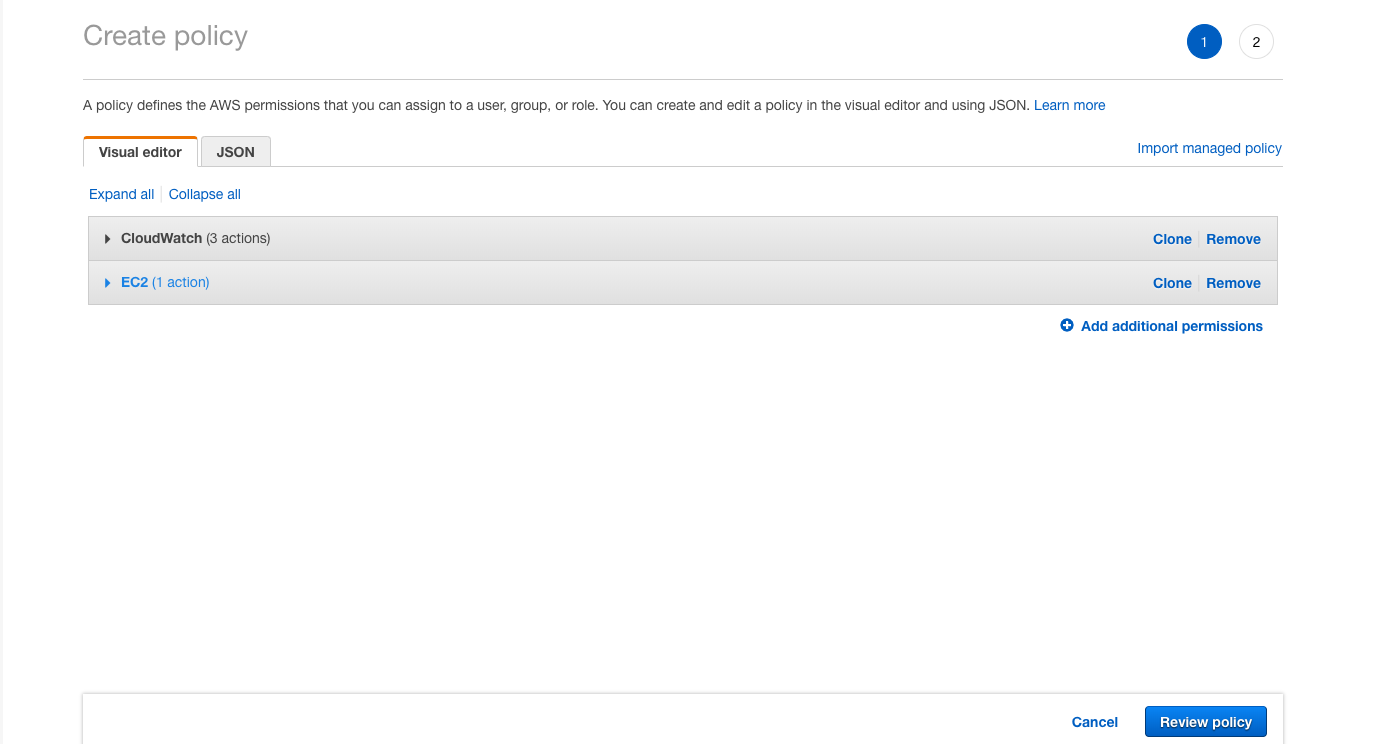 Create policy
1
2
A policy defines the AWS permissions that you can assign to a user, group, or role. You can create and edit a policy in the visual editor and using JSON. Learn more
Visual editor
JSON
Import managed policy
Expand all
Collapse all
CloudWatch (3 actions)
Clone
Remove
EC2 (1 action)
Clone
Remove
Add additional permissions
Cancel
Review policy